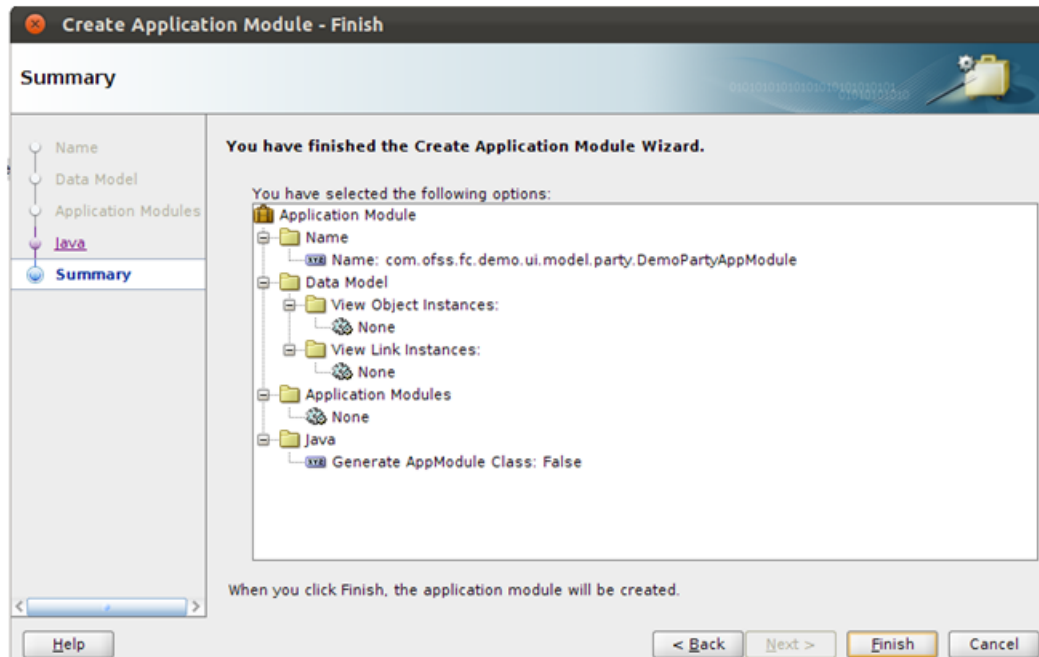 Create Application Module - Finish
Summary
Name
Data Model
Application Modules
Java
Summary
You have finished the Create Application Module Wizard.
You have selected the following options:
Application Module
Name
Name: com.ofss.fc.demo.ui.model.party.DemoPartyAppModule
Data Model
View Object Instances:
None
View Link Instances:
None
Application Modules
None
Java
Generate AppModule Class: False
When you click Finish, the application module will be created.
Help
< Back
Next >
Finish
Cancel